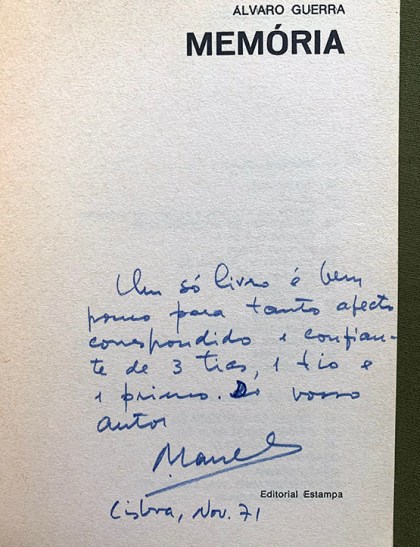 ALVARO GUERRA
MEMÓRIA
Um só livro é bem
pouco para tanto afecto
correspondido e confian-
te de 3 tias, 1 tio e
1 primo. Do vosso
autor
Manel
Editorial Estampa
Lisboa, Nov. 71